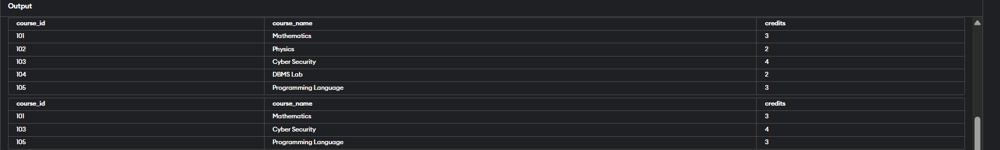 Output
course_id course_name credits
101 Mathematics 3
102 Physics 2
103 Cyber Security 4
104 DBMS Lab 2
105 Programming Language 3
course_id course_name credits
101 Mathematics 3
103 Cyber Security 4
105 Programming Language 3